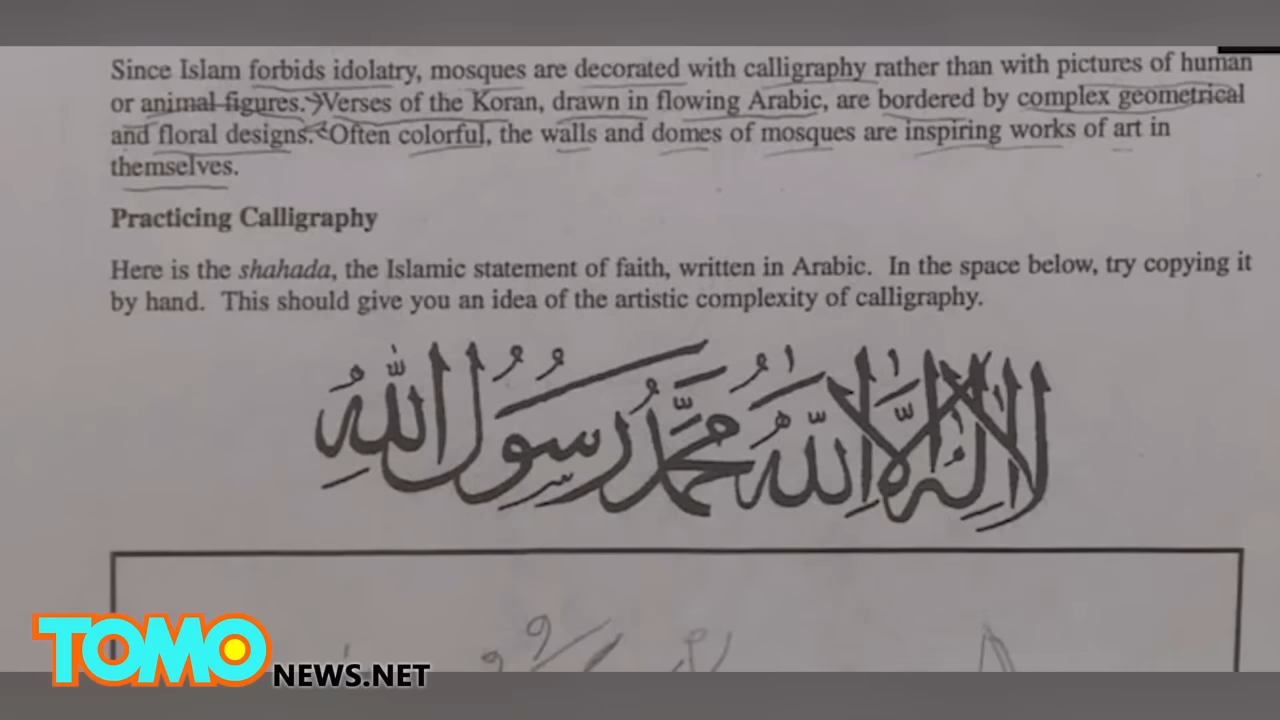 Since Islam forbids idolatry, mosques are decorated with calligraphy rather than with pictures of human
or animal figures. Verses of the Koran, drawn in flowing Arabic, are bordered by complex geometrical
and floral designs. Often colorful, the walls and domes of mosques are inspiring works of art in
themselves.
Practicing Calligraphy
Here is the shahada, the Islamic statement of faith, written in Arabic. In the space below, try copying it
by hand. This should give you an idea of the artistic complexity of calligraphy.
لا إله إلا الله محمد رسول الله
TOMO
NEWS.NET